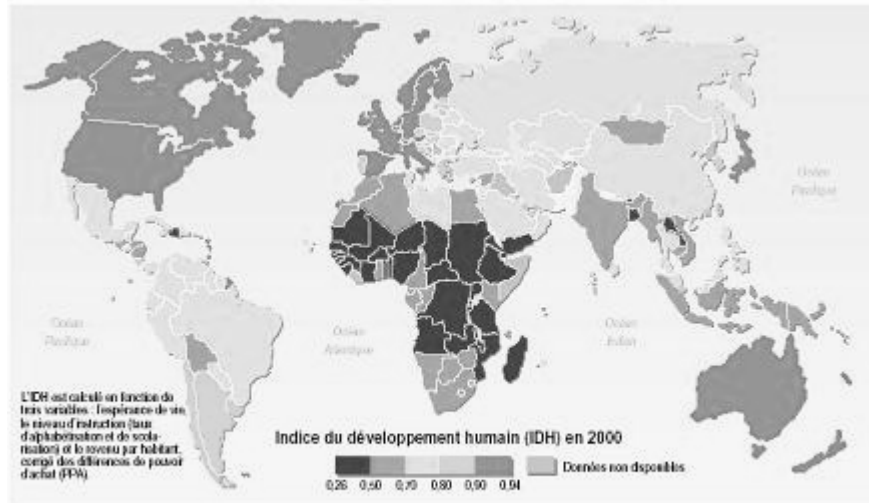 Océan
Pacifique
Océan
Pacifique
Océan
Atlantique
Océan
Indien
L'IDH est calculé en fonction de
trois variables : l'espérance de vie,
le niveau d'instruction (taux
d'alphabétisation et de scola-
risation) et le revenu par habitant,
corrigé des différences de pouvoir
d'achat (PPA).
Indice du développement humain (IDH) en 2000
0,26 0,50 0,70 0,80 0,90 0,94
Données non disponibles